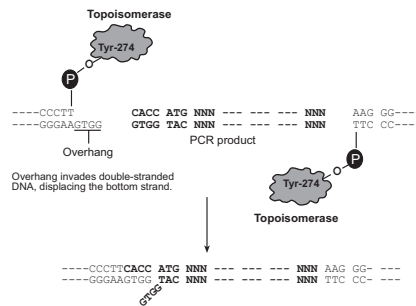 Topoisomerase
Tyr-274
O
P
----CCCTT CACC ATG NNN --- --- --- NNN AAG GG---
----GGGAAGTGG GTGG TAC NNN --- --- --- NNN TTC CC---
Overhang PCR product
P
O
Overhang invades double-stranded
DNA, displacing the bottom strand.
Tyr-274
Topoisomerase
----CCCTTCACC ATG NNN --- --- --- NNN AAG GG- ---
----GGGAAGTGG TAC NNN --- --- --- NNN TTC CC- ---
GTGG